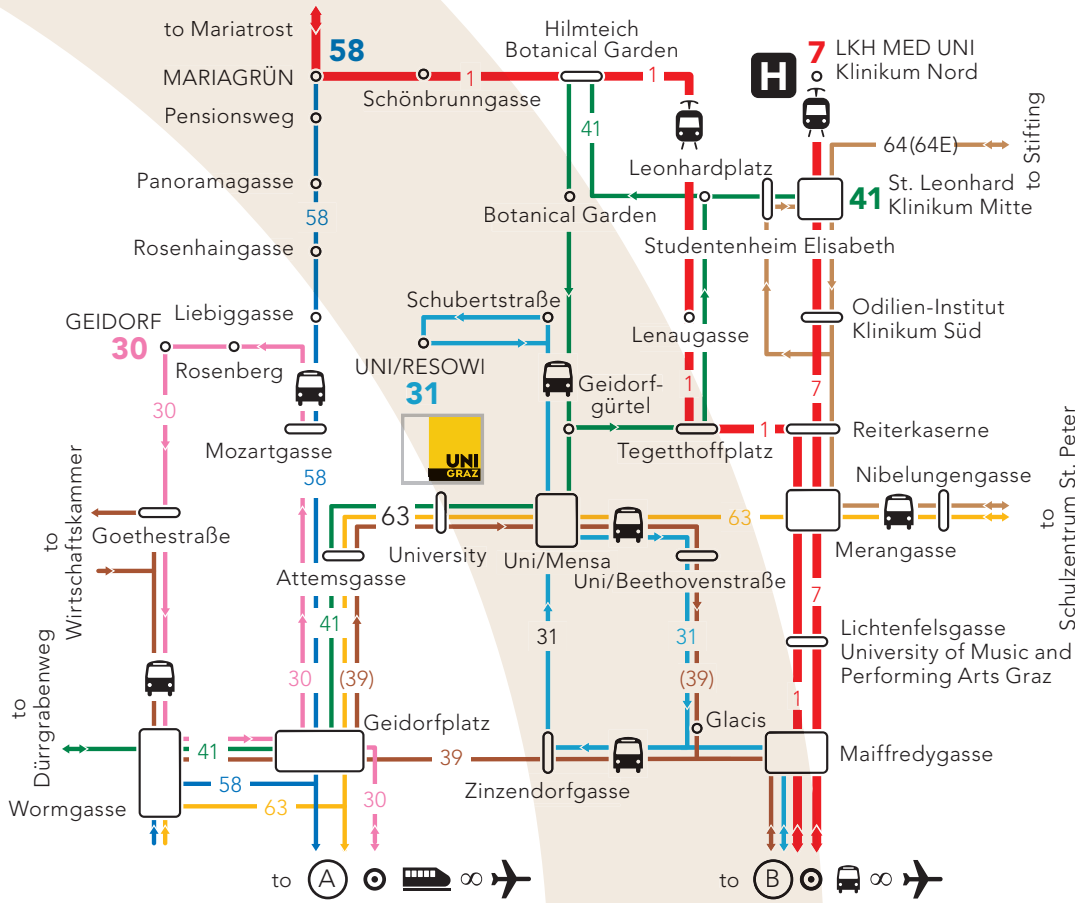 to Mariatrost
58
MARIAGRÜN
1
Schönbrunngasse
Hilmteich
Botanical Garden
1
7
LKH MED UNI
Klinikum Nord
H
Pensionsweg
41
64(64E)
to Stifting
Panoramagasse
58
Leonhardplatz
41
St. Leonhard
Klinikum Mitte
Botanical Garden
Rosenhaingasse
Studentenheim Elisabeth
Schubertstraße
Liebiggasse
GEIDORF
30
Rosenberg
Odilien-Institut
Klinikum Süd
Lenaugasse
UNI/RESOWI
31
Geidorf-
gürtel
1
7
30
UNI
GRAZ
Mozartgasse
Tegetthoffplatz
1
Reiterkaserne
58
Nibelungengasse
to
Schulzentrum St. Peter
to
Wirtschaftskammer
Goethestraße
63
University
Uni/Mensa
63
Merangasse
Attemsgasse
Uni/Beethovenstraße
7
41
31
31
Lichtenfelsgasse
University of Music and
Performing Arts Graz
30
(39)
(39)
1
to
Dürrgrabenweg
Geidorfplatz
Glacis
41
39
Maiffredygasse
58
Zinzendorfgasse
Wormgasse
63
30
to A ∞
to B ∞